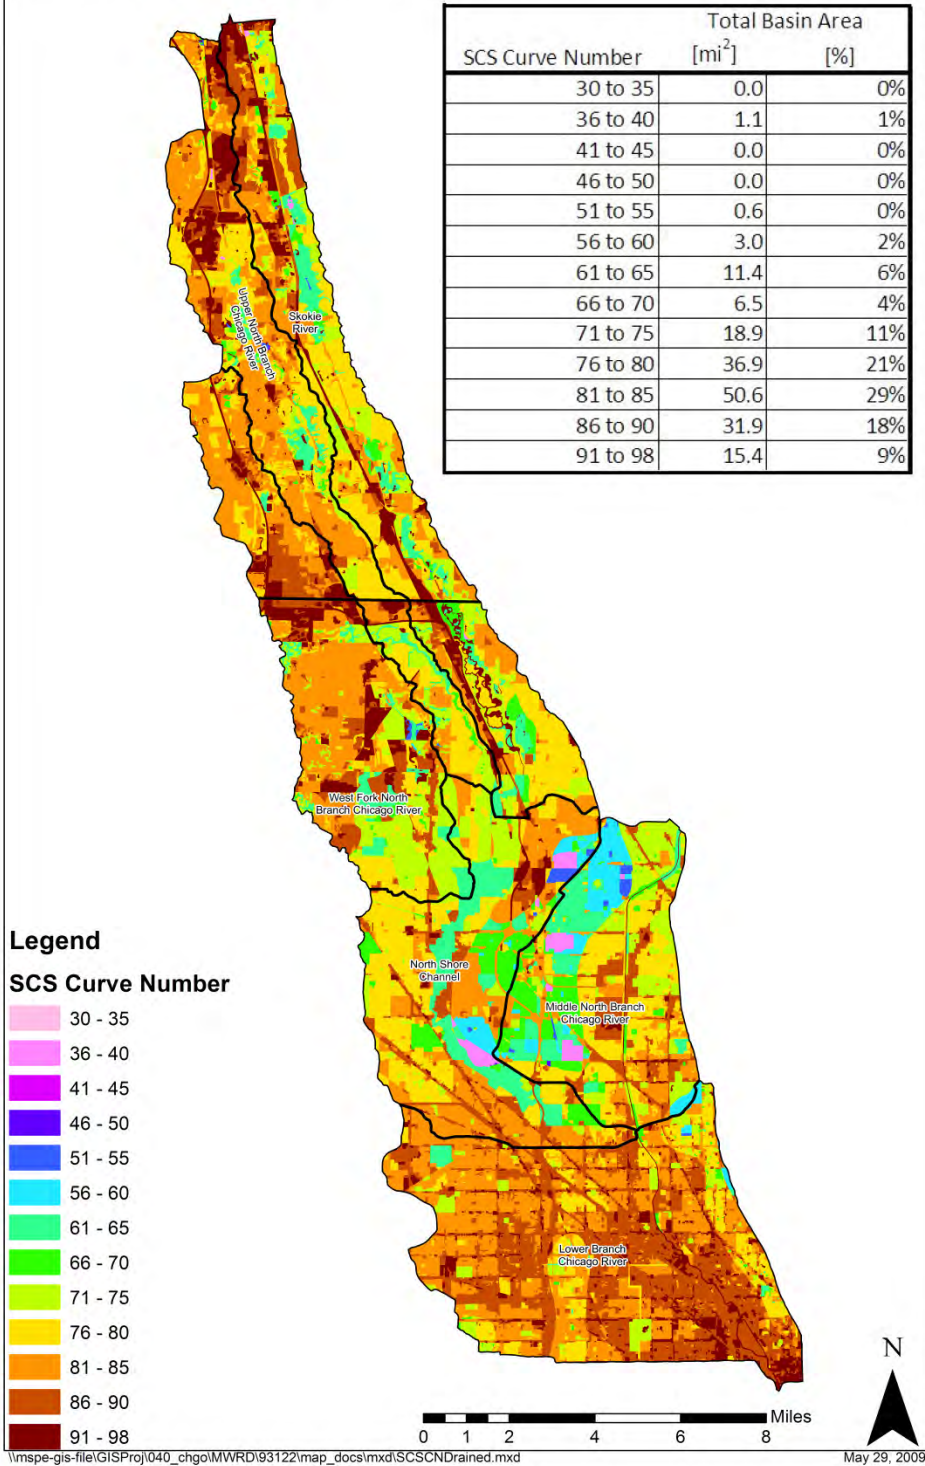 Total Basin Area
SCS Curve Number [mi²] [%]
30 to 35 0.0 0%
36 to 40 1.1 1%
41 to 45 0.0 0%
46 to 50 0.0 0%
51 to 55 0.6 0%
56 to 60 3.0 2%
61 to 65 11.4 6%
66 to 70 6.5 4%
71 to 75 18.9 11%
76 to 80 36.9 21%
81 to 85 50.6 29%
86 to 90 31.9 18%
91 to 98 15.4 9%
Upper North Branch
Chicago River
Skokie
River
West Fork North
Branch Chicago River
North Shore
Channel
Middle North Branch
Chicago River
Lower Branch
Chicago River
Legend
SCS Curve Number
30 - 35
36 - 40
41 - 45
46 - 50
51 - 55
56 - 60
61 - 65
66 - 70
71 - 75
76 - 80
81 - 85
86 - 90
91 - 98
N
Miles
0 1 2 4 6 8
\\mspe-gis-file\GISProj\040_chgo\MWRD\93122\map_docs\mxd\SCSCNDrained.mxd
May 29, 2009